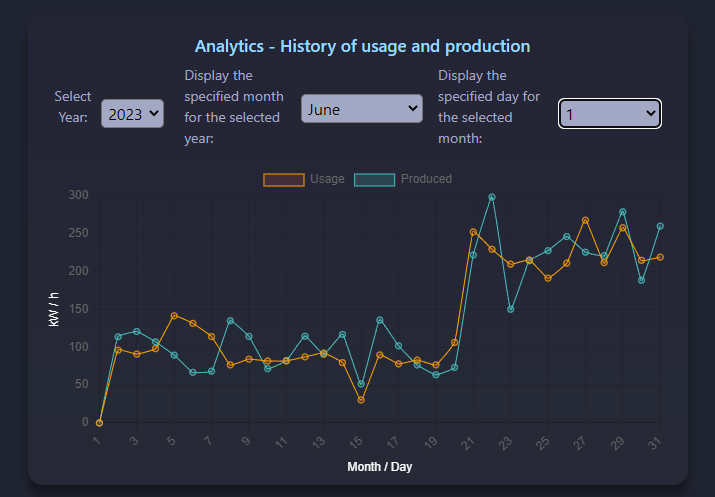 Analytics - History of usage and production
Select
Year:
2023
Display the
specified month
for the selected
year:
June
Display the
specified day for
the selected
month:
1
Usage
Produced
300
250
200
150
100
50
0
kW / h
1
3
5
7
9
11
13
15
17
19
21
23
25
27
29
31
Month / Day